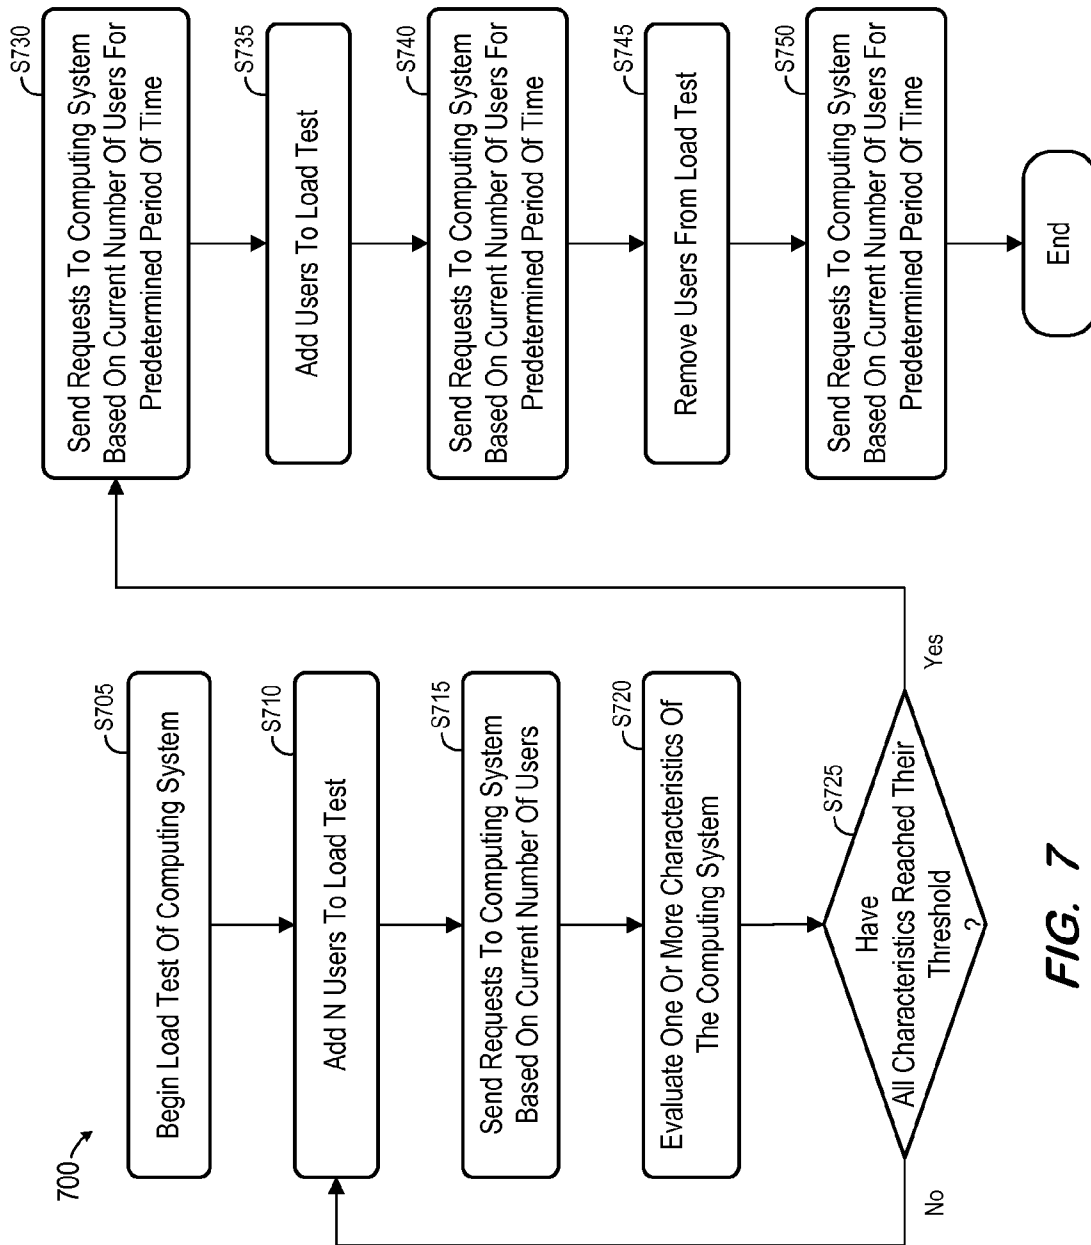 700
S705
Begin Load Test Of Computing System
S710
Add N Users To Load Test
S715
Send Requests To Computing System
Based On Current Number Of Users
S720
Evaluate One Or More Characteristics Of
The Computing System
S725
Have
All Characteristics Reached Their
Threshold
?
No
Yes
S730
Send Requests To Computing System
Based On Current Number Of Users For
Predetermined Period Of Time
S735
Add Users To Load Test
S740
Send Requests To Computing System
Based On Current Number Of Users For
Predetermined Period Of Time
S745
Remove Users From Load Test
S750
Send Requests To Computing System
Based On Current Number Of Users For
Predetermined Period Of Time
End
FIG. 7